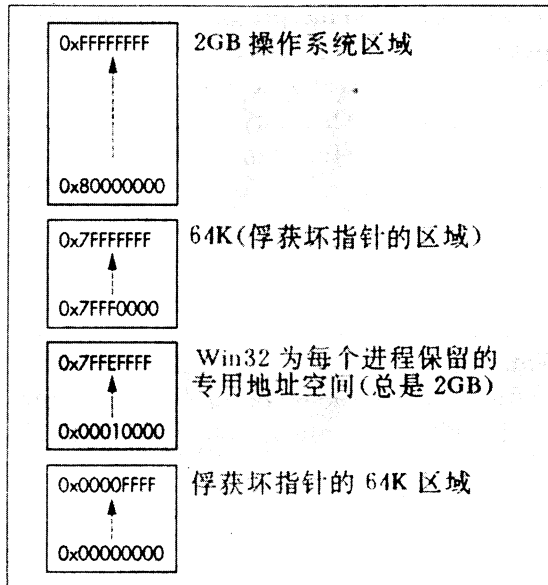 0xFFFFFFFF
2GB 操作系统区域
0x80000000
0x7FFFFFFF
64K(俘获坏指针的区域)
0x7FFF0000
0x7FFEFFFF
Win32 为每个进程保留的
专用地址空间(总是 2GB)
0x00010000
0x0000FFFF
俘获坏指针的 64K 区域
0x00000000